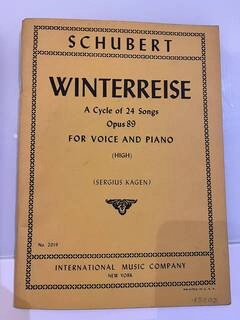 SCHUBERT
WINTERREISE
A Cycle of 24 Songs
Opus 89
FOR VOICE AND PIANO
(HIGH)
(SERGIUS KAGEN)
No. 2019
INTERNATIONAL MUSIC COMPANY
NEW YORK